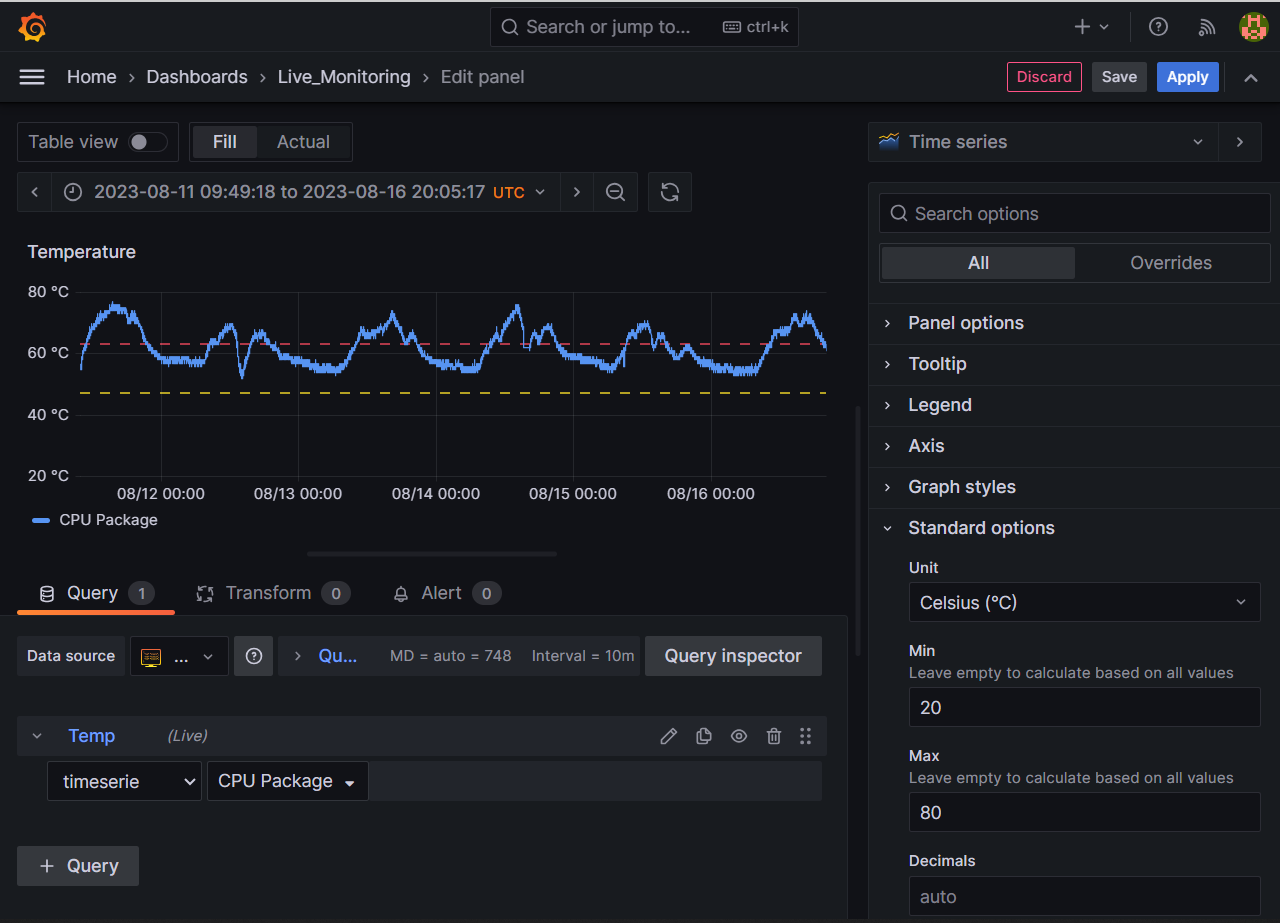 Search or jump to... ctrl+k
Home › Dashboards › Live_Monitoring › Edit panel
Discard Save Apply
Table view Fill Actual
Time series
2023-08-11 09:49:18 to 2023-08-16 20:05:17 UTC
Search options
All Overrides
Temperature
80 °C
60 °C
40 °C
20 °C
08/12 00:00 08/13 00:00 08/14 00:00 08/15 00:00 08/16 00:00
CPU Package
Query 1 Transform 0 Alert 0
Data source ... Qu... MD = auto = 748 Interval = 10m Query inspector
Temp (Live)
timeserie CPU Package
+ Query
Panel options
Tooltip
Legend
Axis
Graph styles
Standard options
Unit
Celsius (°C)
Min
Leave empty to calculate based on all values
20
Max
Leave empty to calculate based on all values
80
Decimals
auto